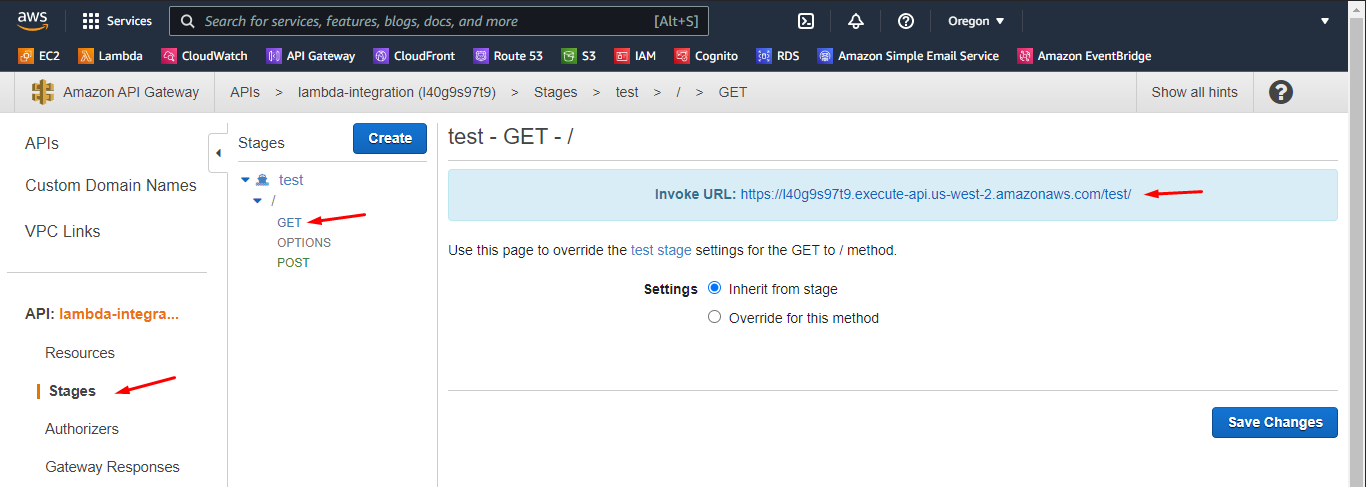 aws Services Search for services, features, blogs, docs, and more [Alt+S] Oregon
EC2 Lambda CloudWatch API Gateway CloudFront Route 53 S3 IAM Cognito RDS Amazon Simple Email Service Amazon EventBridge
Amazon API Gateway APIs > lambda-integration (l40g9s97t9) > Stages > test > / > GET Show all hints ?
APIs
Custom Domain Names
VPC Links
API: lambda-integra...
Resources
Stages
Authorizers
Gateway Responses
Stages Create
test
/
GET
OPTIONS
POST
test - GET - /
Invoke URL: https://l40g9s97t9.execute-api.us-west-2.amazonaws.com/test/
Use this page to override the test stage settings for the GET to / method.
Settings Inherit from stage
Override for this method
Save Changes